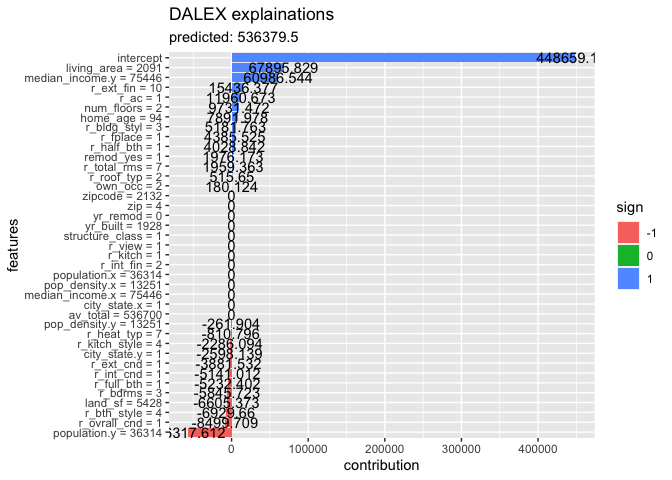 DALEX explainations
predicted: 536379.5
features
intercept 448659.1
living_area = 2091 67895.829
median_income.y = 75446 60986.544
r_ext_fin = 10 15436.377
r_ac = 1 11960.673
num_floors = 2
home_age = 94 7891.978
r_bldg_styl = 3 5181.763
r_fplace = 1 4385.525
r_half_bth = 1 4028.842
remod_yes = 1 1976.173
r_total_rms = 7 1959.363
r_roof_typ = 2 515.65
own_occ = 2 180.124
zipcode = 2132 0
zip = 4 0
yr_remod = 0 0
yr_built = 1928 0
structure_class = 1 0
r_view = 1 0
r_kitch = 1 0
r_int_fin = 2 0
population.x = 36314 0
pop_density.x = 13251 0
median_income.x = 75446 0
city_state.x = 1 0
av_total = 536700 0
pop_density.y = 13251 -261.904
r_heat_typ = 7 -810.796
r_kitch_style = 4 -2286.094
city_state.y = 1 -2598.139
r_ext_cnd = 1 -3881.532
r_int_cnd = 1 -5141.012
r_full_bth = 1 -5232.402
r_bdrms = 3 -5845.723
land_sf = 5428 -6605.373
r_bth_style = 4 -6929.66
r_ovrall_cnd = 1 -8499.709
population.y = 36314 6317.612
0 100000 200000 300000 400000
contribution
sign
-1
0
1